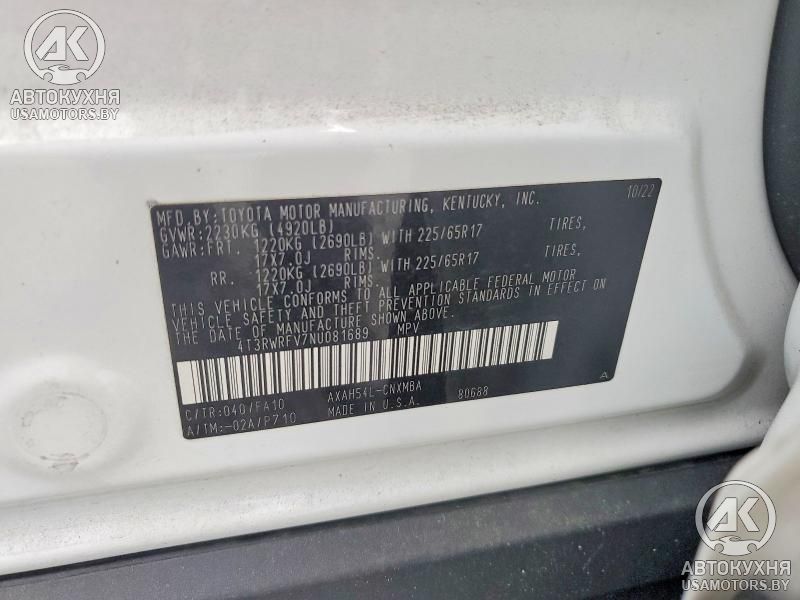 AK
АВТОКУХНЯ
USAMOTORS.BY
MFD.BY:TOYOTA MOTOR MANUFACTURING, KENTUCKY, INC. 10/22
GVWR:2230KG (4920LB)
GAWR:FRT. 1220KG (2690LB) WITH 225/65R17 TIRES,
17X7.0J RIMS.
RR. 1220KG (2690LB) WITH 225/65R17 TIRES,
17X7.0J RIMS.
THIS VEHICLE CONFORMS TO ALL APPLICABLE FEDERAL MOTOR
VEHICLE SAFETY AND THEFT PREVENTION STANDARDS IN EFFECT ON
THE DATE OF MANUFACTURE SHOWN ABOVE.
4T3RWRFV7NU081689 MPV
C/TR:040/FA10 AXAH54L-CNXMBA 80688 A
A/TM:-02A/P710 MADE IN U.S.A.
AK
АВТОКУХНЯ
USAMOTORS.BY